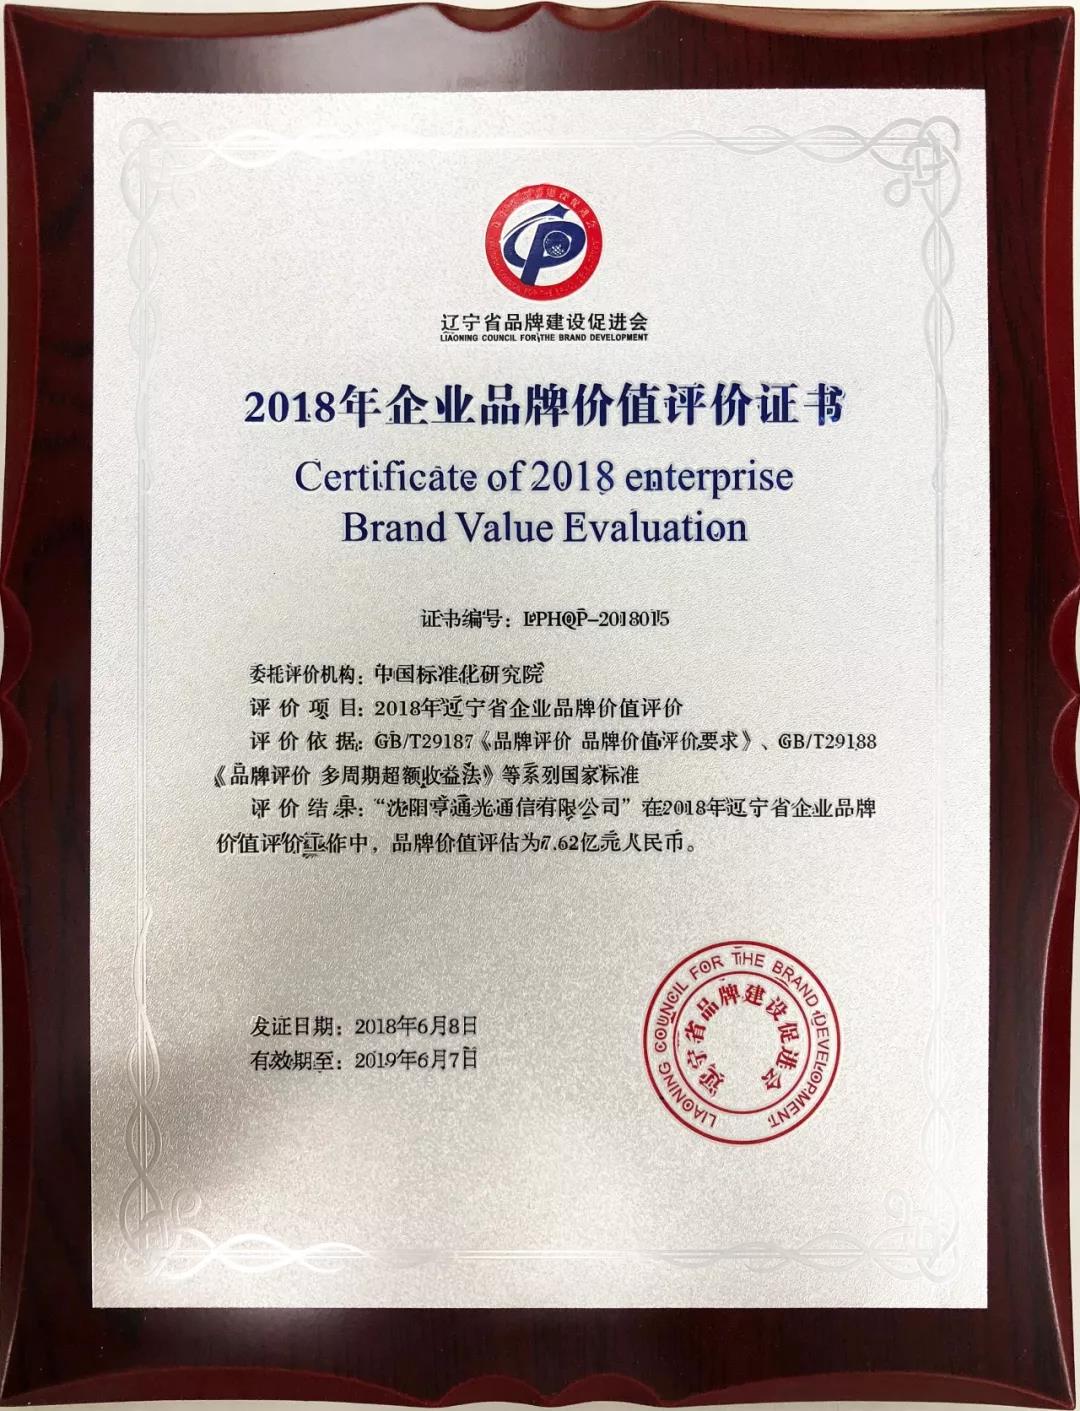 辽宁省品牌建设促进会
LIAONING COUNCIL FOR THE BRAND DEVELOPMENT
2018年企业品牌价值评价证书
Certificate of 2018 enterprise
Brand Value Evaluation
证书编号：LPHQP-2018015
委托评价机构：中国标准化研究院
评价项目：2018年辽宁省企业品牌价值评价
评价依据：GB/T29187《品牌评价 品牌价值评价要求》、GB/T29188
《品牌评价 多周期超额收益法》等系列国家标准
评价结果：“沈阳亨通光通信有限公司”在2018年辽宁省企业品牌
价值评价工作中，品牌价值评估为7.62亿元人民币。
发证日期：2018年6月8日
有效期至：2019年6月7日
LIAONING COUNCIL FOR THE BRAND DEVELOPMENT
辽宁省品牌建设促进会